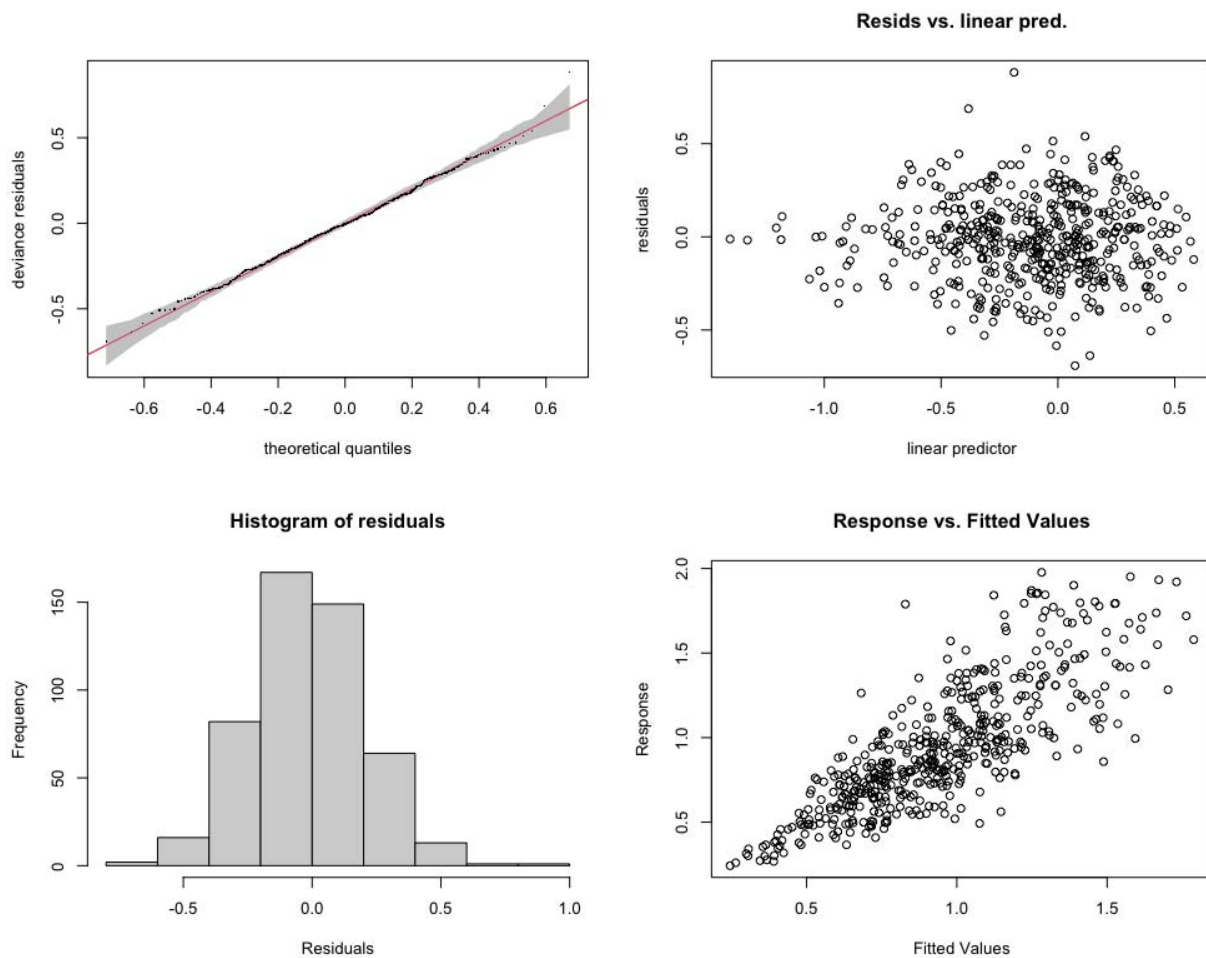 deviance residuals
-0.5 0.0 0.5
-0.6 -0.4 -0.2 0.0 0.2 0.4 0.6
theoretical quantiles
Resids vs. linear pred.
residuals
-0.5 0.0 0.5
-1.0 -0.5 0.0 0.5
linear predictor
Histogram of residuals
Frequency
0 50 100 150
-0.5 0.0 0.5 1.0
Residuals
Response vs. Fitted Values
Response
0.5 1.0 1.5 2.0
0.5 1.0 1.5
Fitted Values